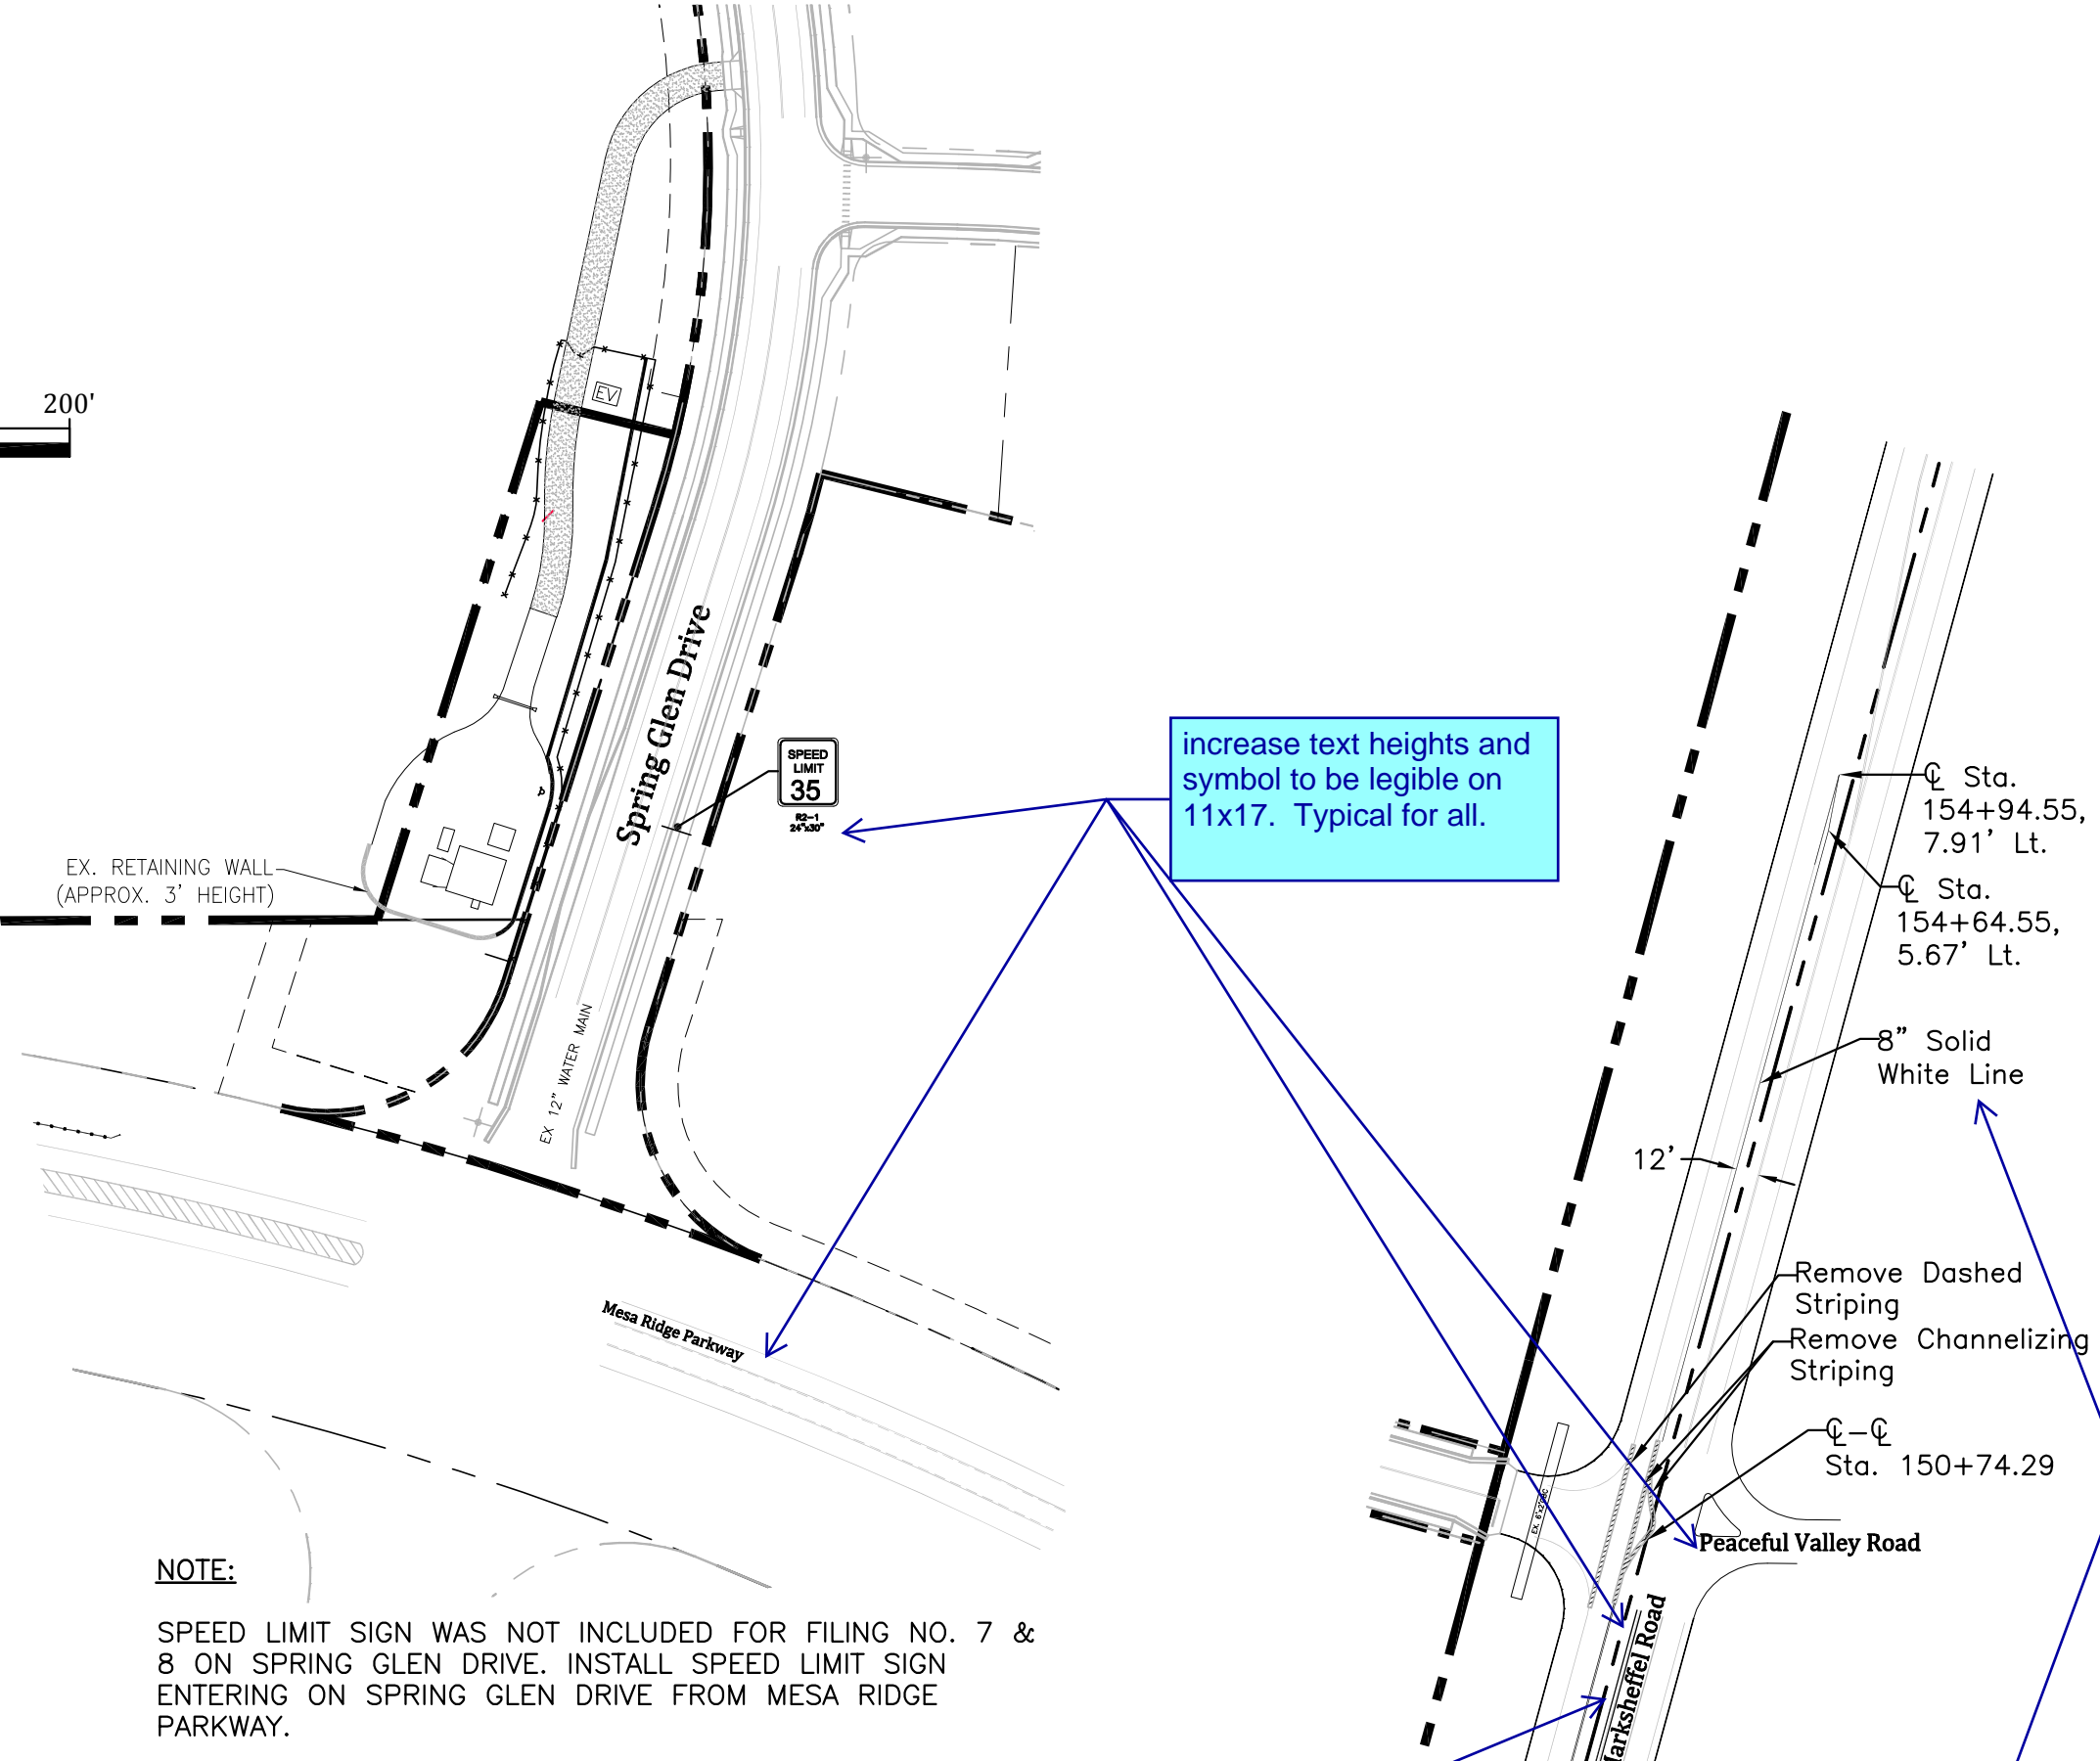 200'
EV
Spring Glen Drive
SPEED
LIMIT
35
R2-1
24"x30"
increase text heights and
symbol to be legible on
11x17.  Typical for all.
EX. RETAINING WALL
(APPROX. 3' HEIGHT)
EX 12" WATER MAIN
Mesa Ridge Parkway
℄ Sta.
154+94.55,
7.91' Lt.
℄ Sta.
154+64.55,
5.67' Lt.
8" Solid
White Line
12'
Remove Dashed
Striping
Remove Channelizing
Striping
℄-℄
Sta. 150+74.29
Peaceful Valley Road
Road
NOTE:
SPEED LIMIT SIGN WAS NOT INCLUDED FOR FILING NO. 7 &
8 ON SPRING GLEN DRIVE. INSTALL SPEED LIMIT SIGN
ENTERING ON SPRING GLEN DRIVE FROM MESA RIDGE
PARKWAY.